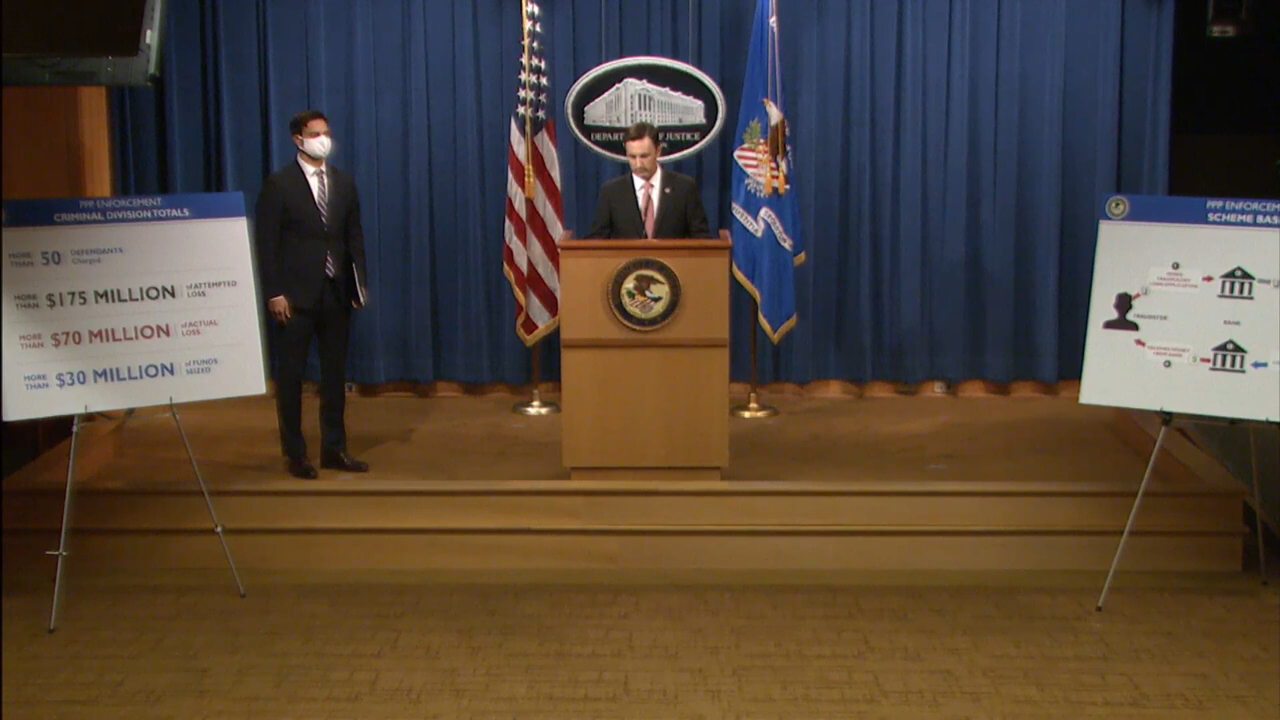 PPP ENFORCEMENT
CRIMINAL DIVISION TOTALS
MORE THAN 50 DEFENDANTS Charged
MORE THAN $175 MILLION of ATTEMPTED LOSS
MORE THAN $70 MILLION of ACTUAL LOSS
MORE THAN $30 MILLION of FUNDS SEIZED
DEPART OF JUSTICE
PPP ENFORCEM
SCHEME BAS
FRAUDSTER
BANK